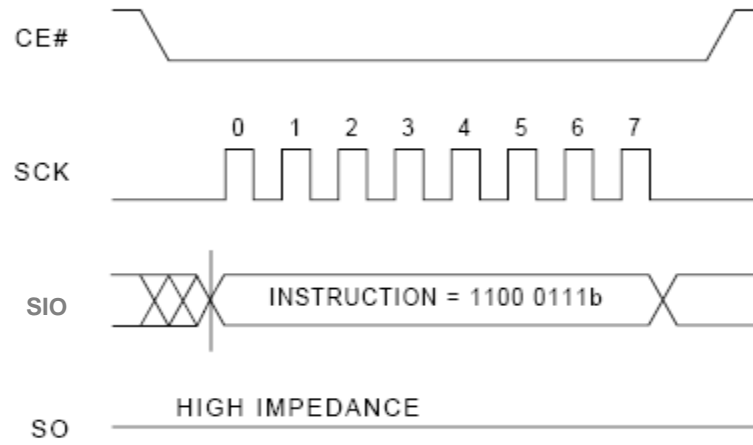 CE#
0 1 2 3 4 5 6 7
SCK
SIO
INSTRUCTION = 1100 0111b
HIGH IMPEDANCE
SO